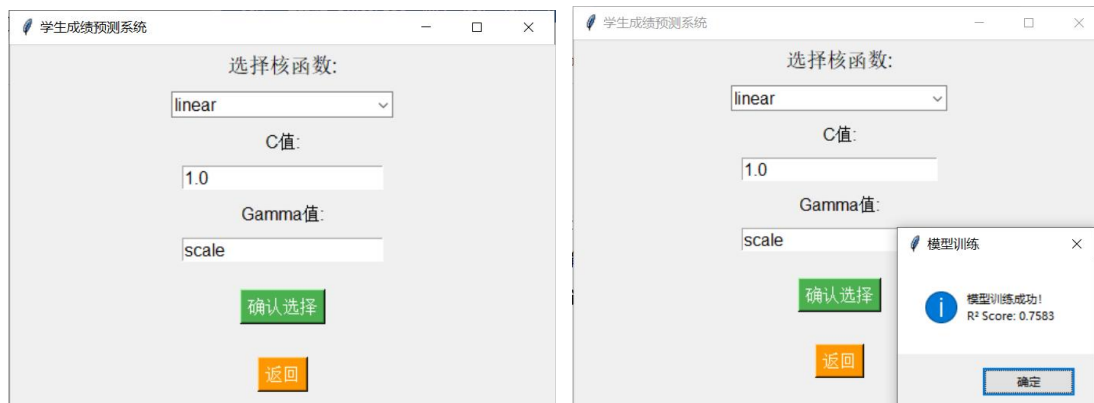 学生成绩预测系统
选择核函数:
linear
C值:
1.0
Gamma值:
scale
确认选择
返回
学生成绩预测系统
选择核函数:
linear
C值:
1.0
Gamma值:
scale
确认选择
返回
模型训练
模型训练成功!
R² Score: 0.7583
确定